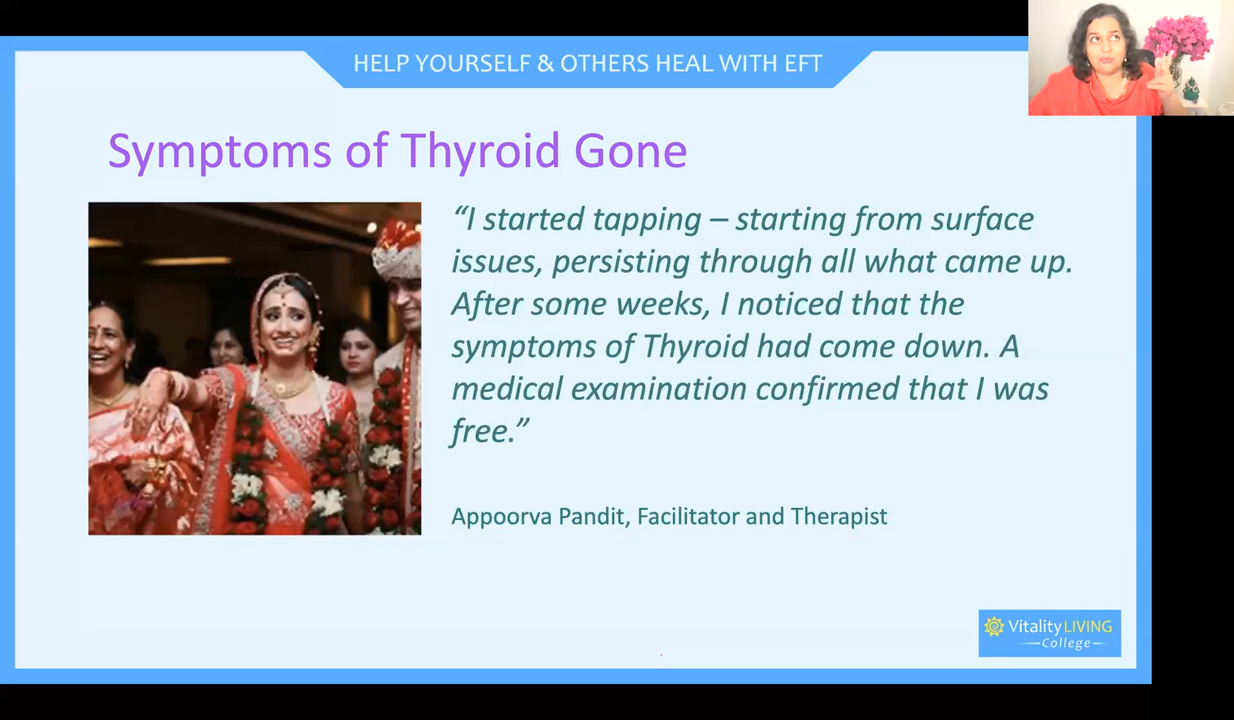 HELP YOURSELF & OTHERS HEAL WITH EFT
Symptoms of Thyroid Gone
“I started tapping – starting from surface
issues, persisting through all what came up.
After some weeks, I noticed that the
symptoms of Thyroid had come down. A
medical examination confirmed that I was
free.”
Appoorva Pandit, Facilitator and Therapist
Vitality LIVING
College